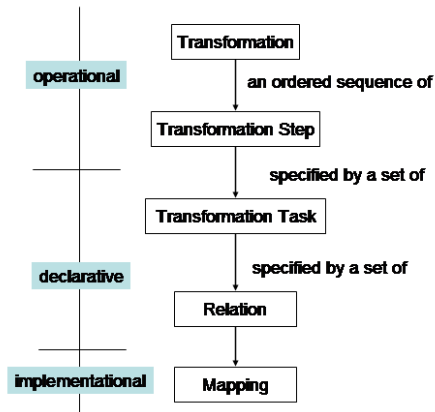 Transformation
operational
an ordered sequence of
Transformation Step
specified by a set of
Transformation Task
specified by a set of
declarative
Relation
implementational
Mapping